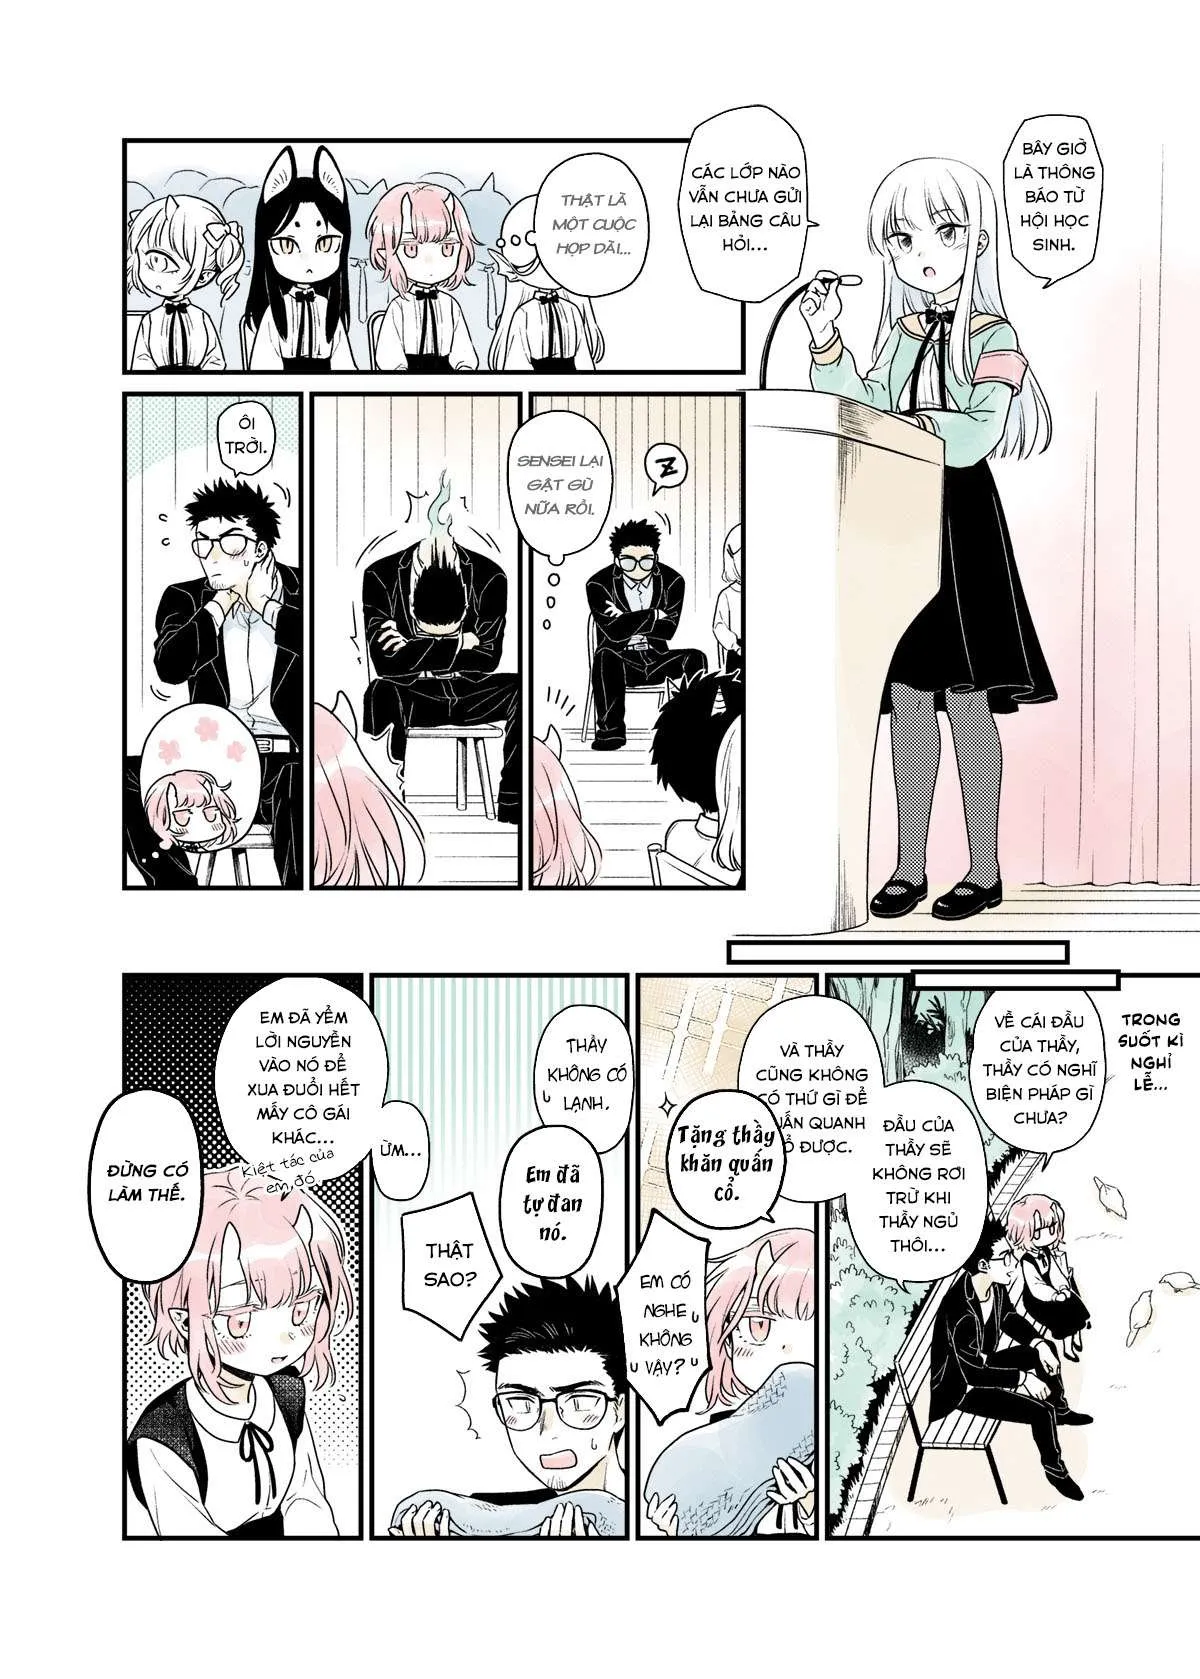 BÂY GIỜ
LÀ THÔNG
BÁO TỪ
HỘI HỌC
SINH.
CÁC LỚP NÀO
VẪN CHƯA GỬI
LẠI BẢNG CÂU
HỎI...
THẬT LÀ
MỘT CUỘC
HỌP DÀI...
Z
SENSEI LẠI
GẬT GÙ
NỮA RỒI.
ÔI
TRỜI.
TRONG
SUỐT KÌ
NGHỈ
LỄ...
VỀ CÁI ĐẦU
CỦA THẦY,
THẦY CÓ NGHĨ
BIỆN PHÁP GÌ
CHƯA?
ĐẦU CỦA
THẦY SẼ
KHÔNG RƠI
TRỪ KHI
THẦY NGỦ
THÔI...
VÀ THẦY
CŨNG KHÔNG
CÓ THỨ GÌ ĐỂ
QUANH
ĐƯỢC.
Tặng thầy
khăn quấn
cổ.
EM CÓ
NGHE
KHÔNG
VẬY?
THẦY
KHÔNG CÓ
LẠNH.
Em đã
tự đan
nó.
THẬT
SAO?
ỪM...
EM ĐÃ YỂM
LỜI NGUYỀN
VÀO NÓ ĐỂ
XUA ĐUỔI HẾT
MẤY CÔ GÁI
KHÁC...
Kiệt tác của
em đó.
ĐỪNG CÓ
LÀM THẾ.